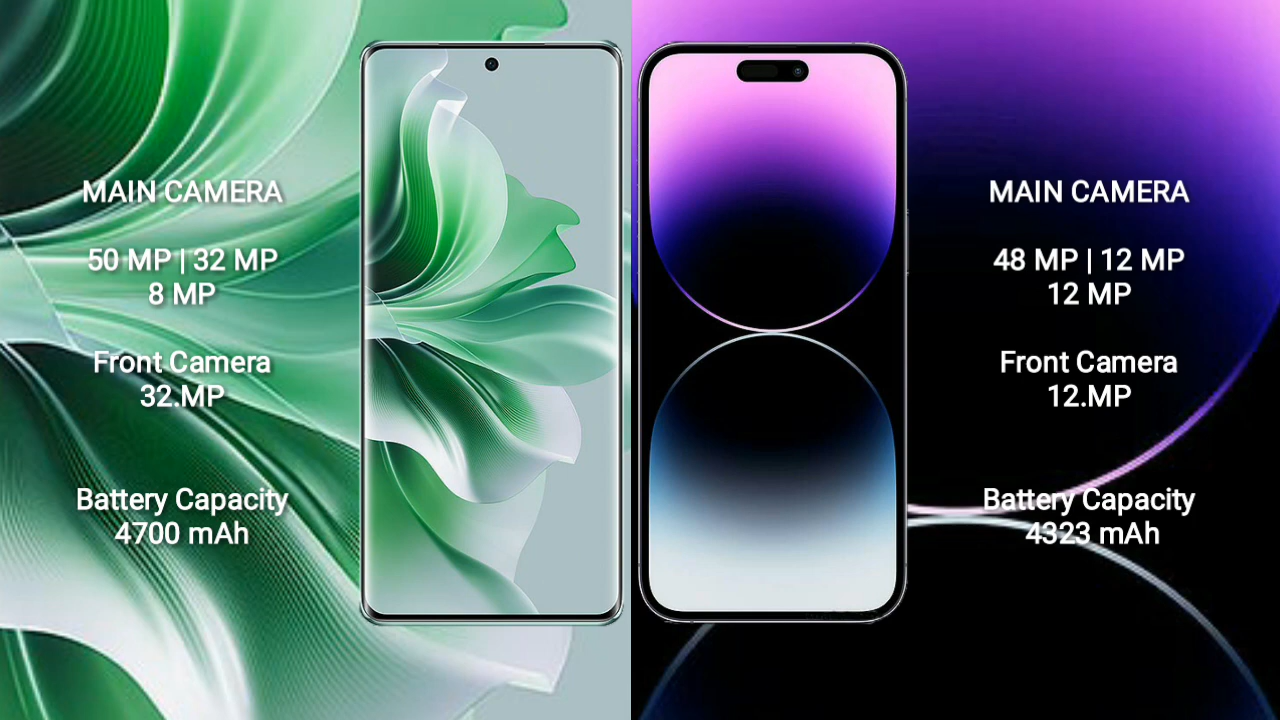 MAIN CAMERA
50 MP | 32 MP
8 MP
Front Camera
32.MP
Battery Capacity
4700 mAh
MAIN CAMERA
48 MP | 12 MP
12 MP
Front Camera
12.MP
Battery Capacity
4323 mAh